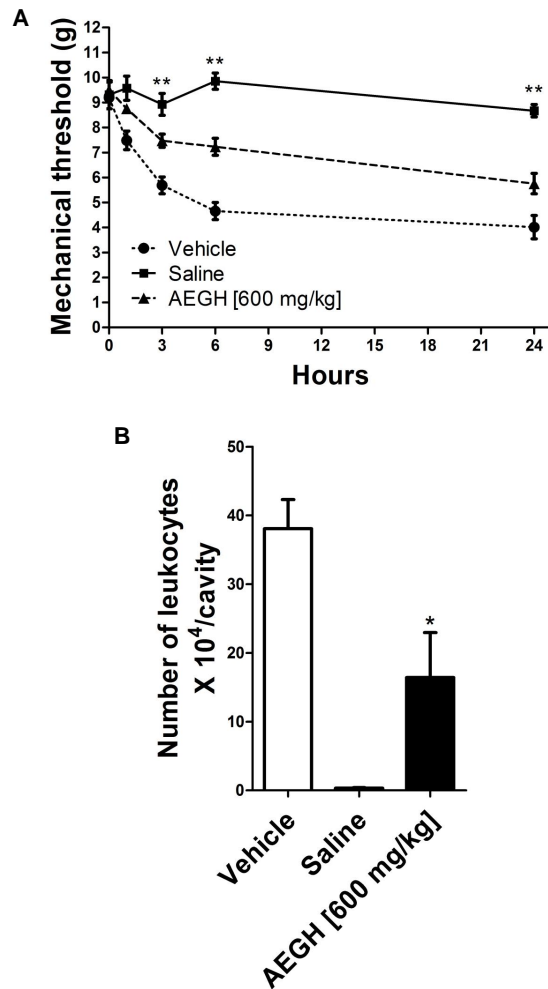 A
Mechanical threshold (g)
12
11
10
9
8
7
6
5
4
3
2
1
0
**
**
**
Vehicle
Saline
AEGH [600 mg/kg]
0
3
6
9
12
15
18
21
24
Hours
B
Number of leukocytes
X 10⁴/cavity
50
40
30
20
10
0
*
Vehicle
Saline
AEGH [600 mg/kg]